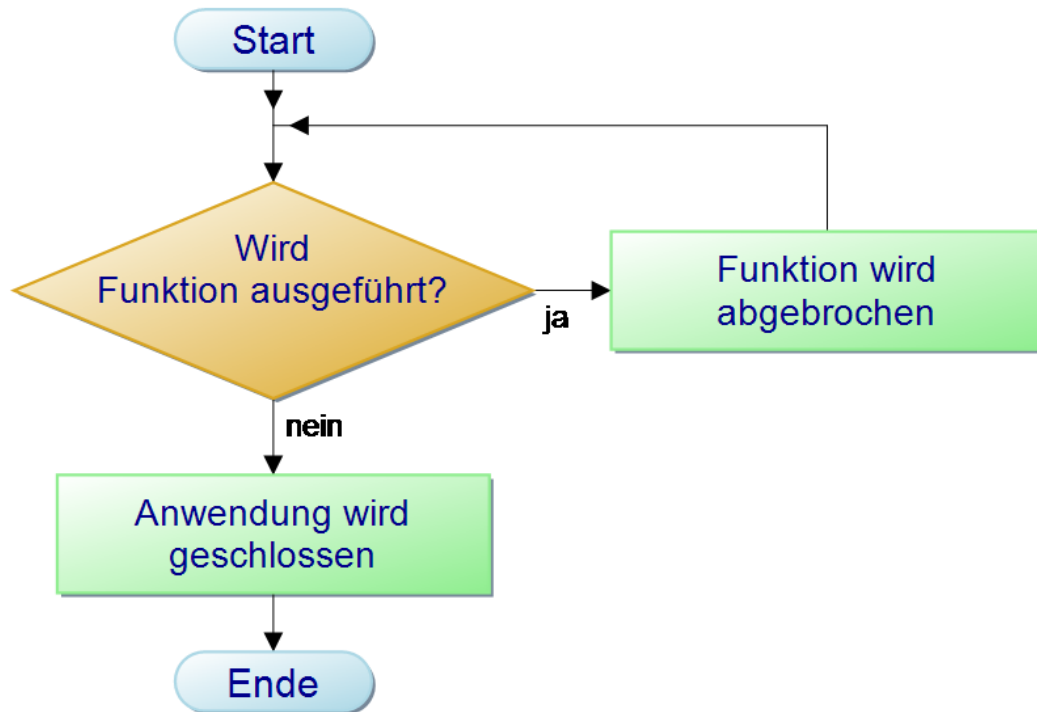 Start
Wird
Funktion ausgeführt?
ja
Funktion wird
abgebrochen
nein
Anwendung wird
geschlossen
Ende